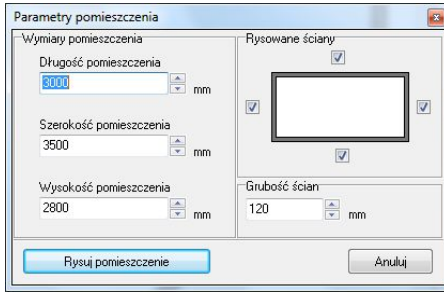 Parametry pomieszczenia
Wymiary pomieszczenia
Długość pomieszczenia
3000 mm
Szerokość pomieszczenia
3500 mm
Wysokość pomieszczenia
2800 mm
Rysowane ściany
Grubość ścian
120 mm
Rysuj pomieszczenie
Anuluj